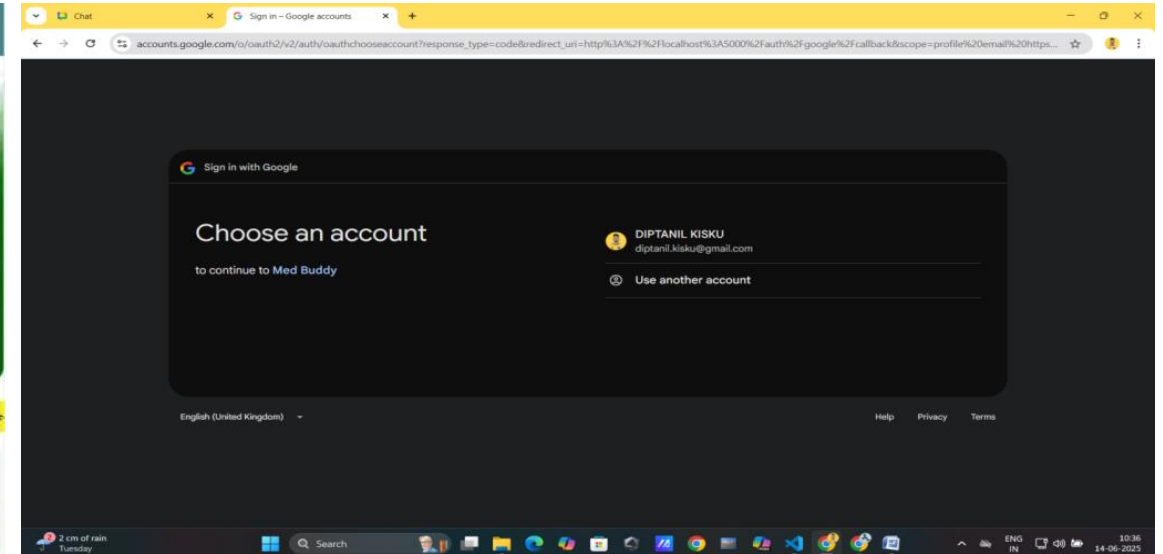 Chat
Sign in – Google accounts
accounts.google.com/o/oauth2/v2/auth/oauthchooseaccount?response_type=code&redirect_uri=http%3A%2F%2Flocalhost%3A5000%2Fauth%2Fgoogle%2Fcallback&scope=profile%20email%20https...
Sign in with Google
Choose an account
to continue to Med Buddy
DIPTANIL KISKU
diptanil.kisku@gmail.com
Use another account
English (United Kingdom)
Help Privacy Terms
2 cm of rain
Tuesday
Search
ENG
IN
10:36
14-06-2025